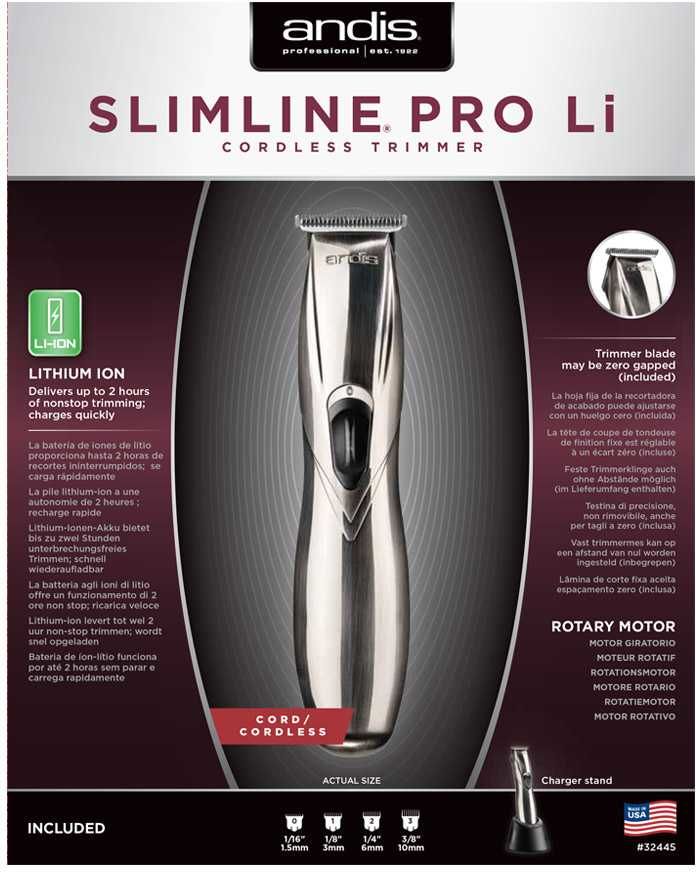 andis
professional | est. 1922
SLIMLINE® PRO Li
CORDLESS TRIMMER
LI-ION
LITHIUM ION
Delivers up to 2 hours
of nonstop trimming;
charges quickly
La batería de iones de litio
proporciona hasta 2 horas de
recortes ininterrumpidos; se
carga rápidamente
La pile lithium-ion a une
autonomie de 2 heures ;
recharge rapide
Lithium-Ionen-Akku bietet
bis zu zwei Stunden
unterbrechungsfreies
Trimmen; schnell
wiederaufladbar
La batteria agli ioni di litio
offre un funzionamento di 2
ore non stop; ricarica veloce
Lithium-ion levert tot wel 2
uur non-stop trimmen; wordt
snel opgeladen
Bateria de íon-lítio funciona
por até 2 horas sem parar e
carrega rapidamente
andis
0
CORD/
CORDLESS
ACTUAL SIZE
andis
Trimmer blade
may be zero gapped
(included)
La hoja fija de la recortadora
de acabado puede ajustarse
con un huelgo cero (incluida)
La tête de coupe de tondeuse
de finition fixe est réglable
à un écart zéro (incluse)
Feste Trimmerklinge auch
ohne Abstände möglich
(im Lieferumfang enthalten)
Testina di precisione,
non rimovibile, anche
per tagli a zero (inclusa)
Vast trimmermes kan op
een afstand van nul worden
ingesteld (inbegrepen)
Lâmina de corte fixa aceita
espaçamento zero (inclusa)
ROTARY MOTOR
MOTOR GIRATORIO
MOTEUR ROTATIF
ROTATIONSMOTOR
MOTORE ROTARIO
ROTATIEMOTOR
MOTOR ROTATIVO
Charger stand
INCLUDED
0 1 2 3
1/16" 1/8" 1/4" 3/8"
1.5mm 3mm 6mm 10mm
MADE IN
USA
#32445